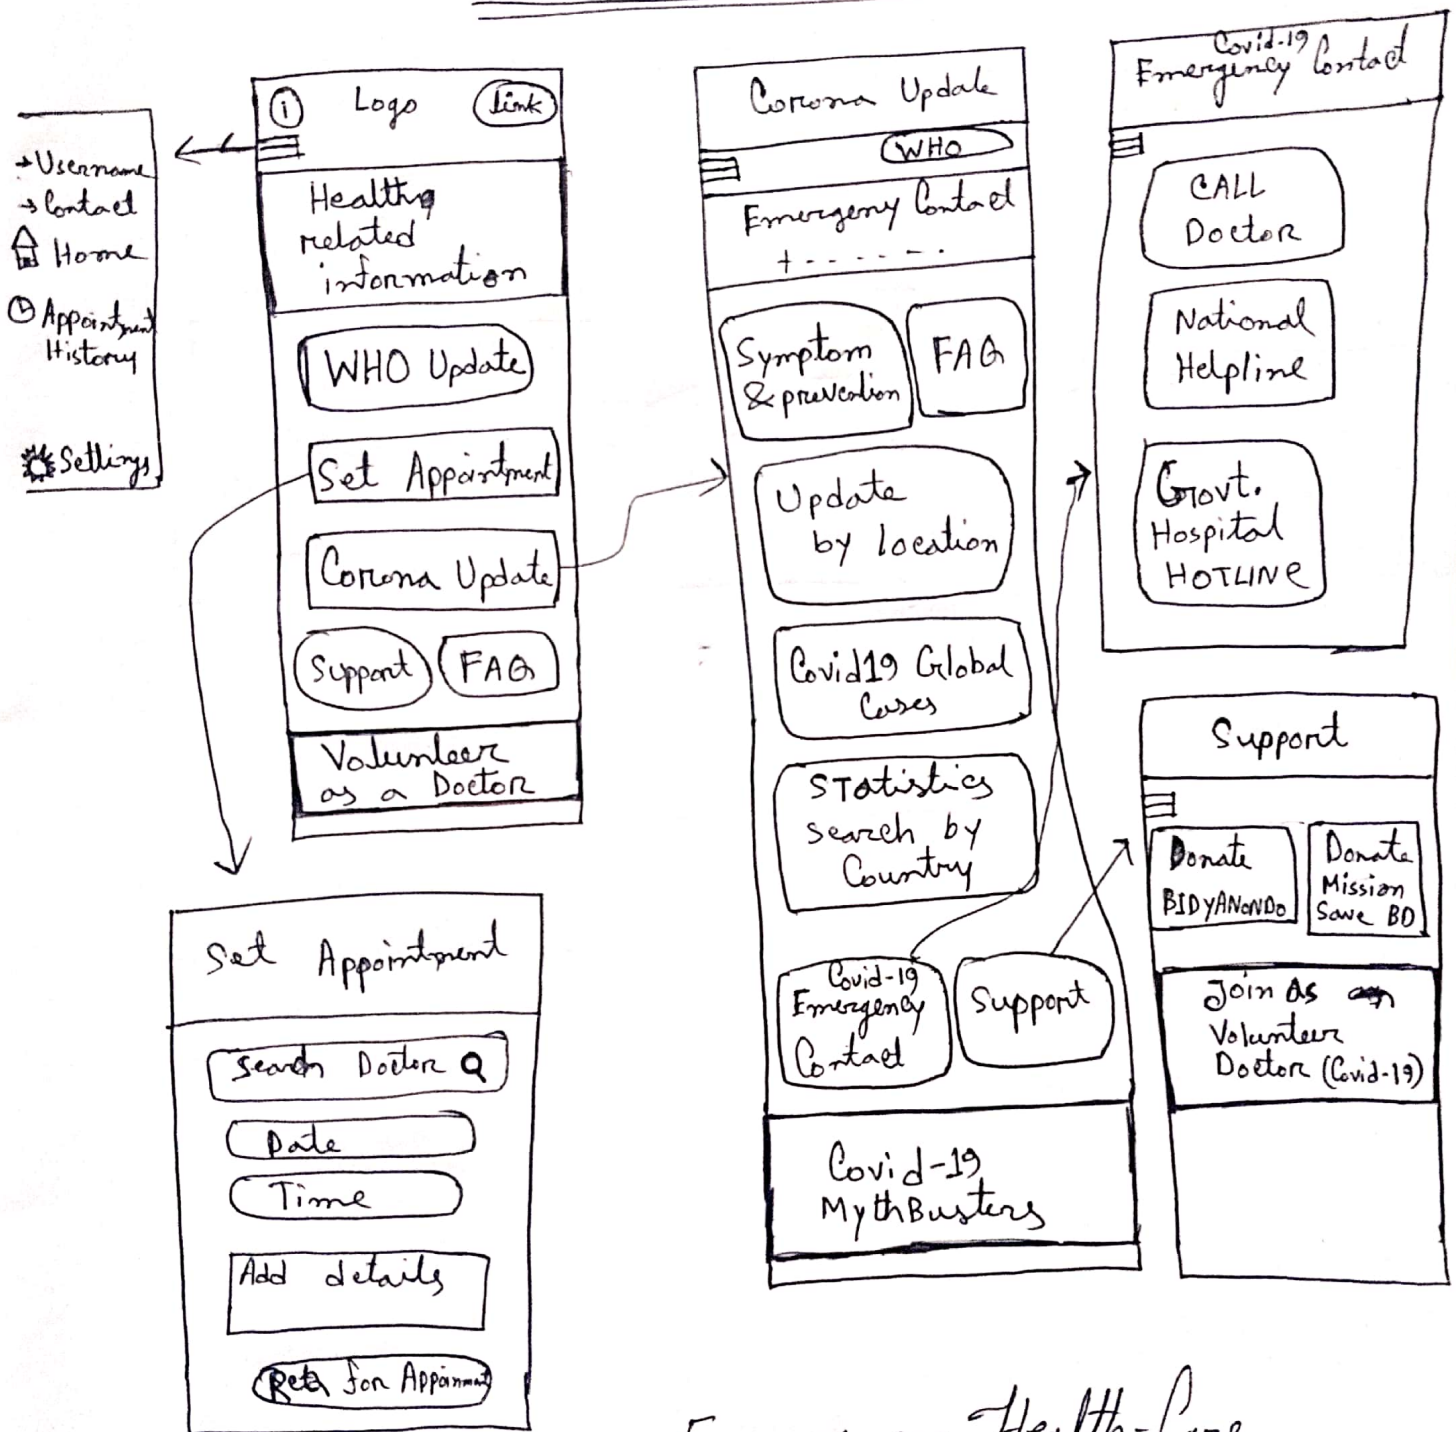 → Username
→ Contact
Home
Appointment
History
Settings
i Logo Link
Health
related
information
WHO Update
Set Appointment
Corona Update
Support FAQ
Volunteer
as a Doctor
Set Appointment
Search Doctor
Date
Time
Add details
for
Corona Update
WHO
Emergeny Contact
+ - - - - - -
Symptom
& prevention
FAQ
Update
by location
Covid19 Global
Cases
STatistics
search by
Country
Covid-19
Emergency
Contact
Support
Covid-19
MythBusters
Covid-19
Emergency Contact
CALL
Doctor
National
Helpline
Govt.
Hospital
HOTLINE
Support
Donate
BIDyANoNDo
Donate
Mission
Save BD
Join As
Volunteer
Doctor (Covid-19)
Health-Care